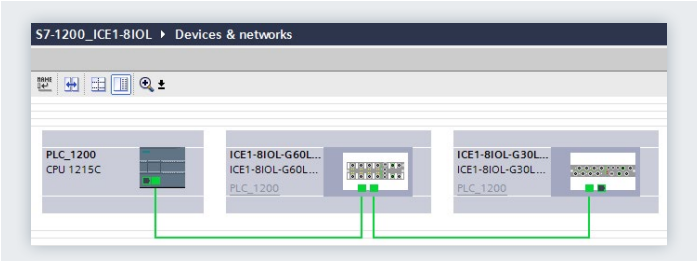 S7-1200_ICE1-8IOL ▸ Devices & networks
PLC_1200
CPU 1215C
ICE1-8IOL-G60L...
ICE1-8IOL-G60L...
PLC_1200
ICE1-8IOL-G30L...
ICE1-8IOL-G30L...
PLC_1200